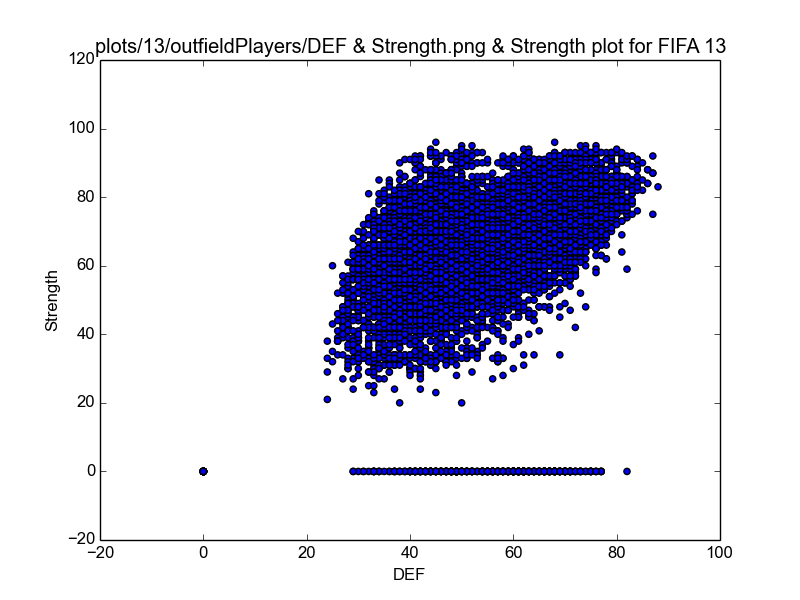 plots/13/outfieldPlayers/DEF & Strength.png & Strength plot for FIFA 13
120
100
80
60
40
20
0
−20
−20 0 20 40 60 80 100
Strength
DEF